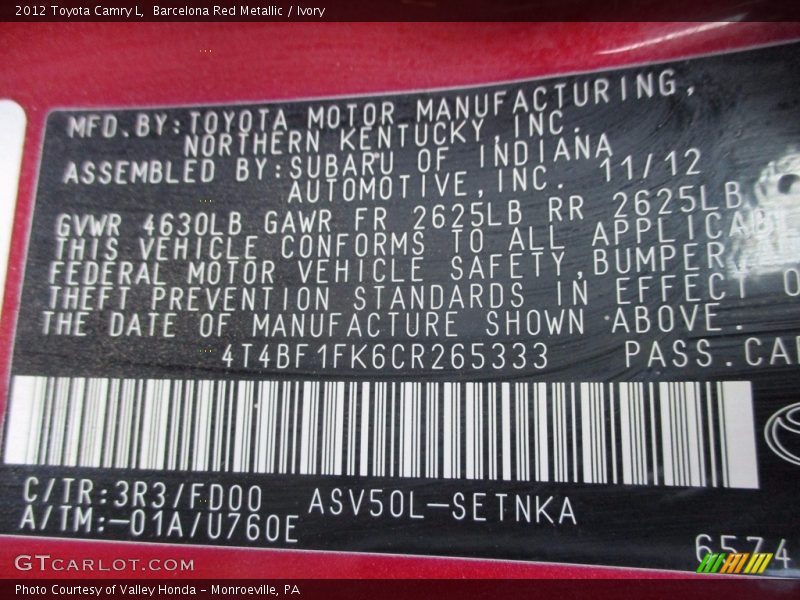 2012 Toyota Camry L, Barcelona Red Metallic / Ivory
MFD.BY:TOYOTA MOTOR MANUFACTURING,
NORTHERN KENTUCKY,INC.
ASSEMBLED BY:SUBARU OF INDIANA
AUTOMOTIVE,INC. 11/12
GVWR 4630LB GAWR FR 2625LB RR 2625LB
THIS VEHICLE CONFORMS TO ALL
FEDERAL MOTOR VEHICLE SAFETY,BUMPER,
THEFT PREVENTION STANDARDS IN EFFECT
THE DATE OF MANUFACTURE SHOWN ABOVE.
4T4BF1FK6CR265333 PASS.
C/TR:3R3/FD00 ASV50L-SETNKA
A/TM:-01A/U760E
6574
GTCARLOT.COM
Photo Courtesy of Valley Honda - Monroeville, PA